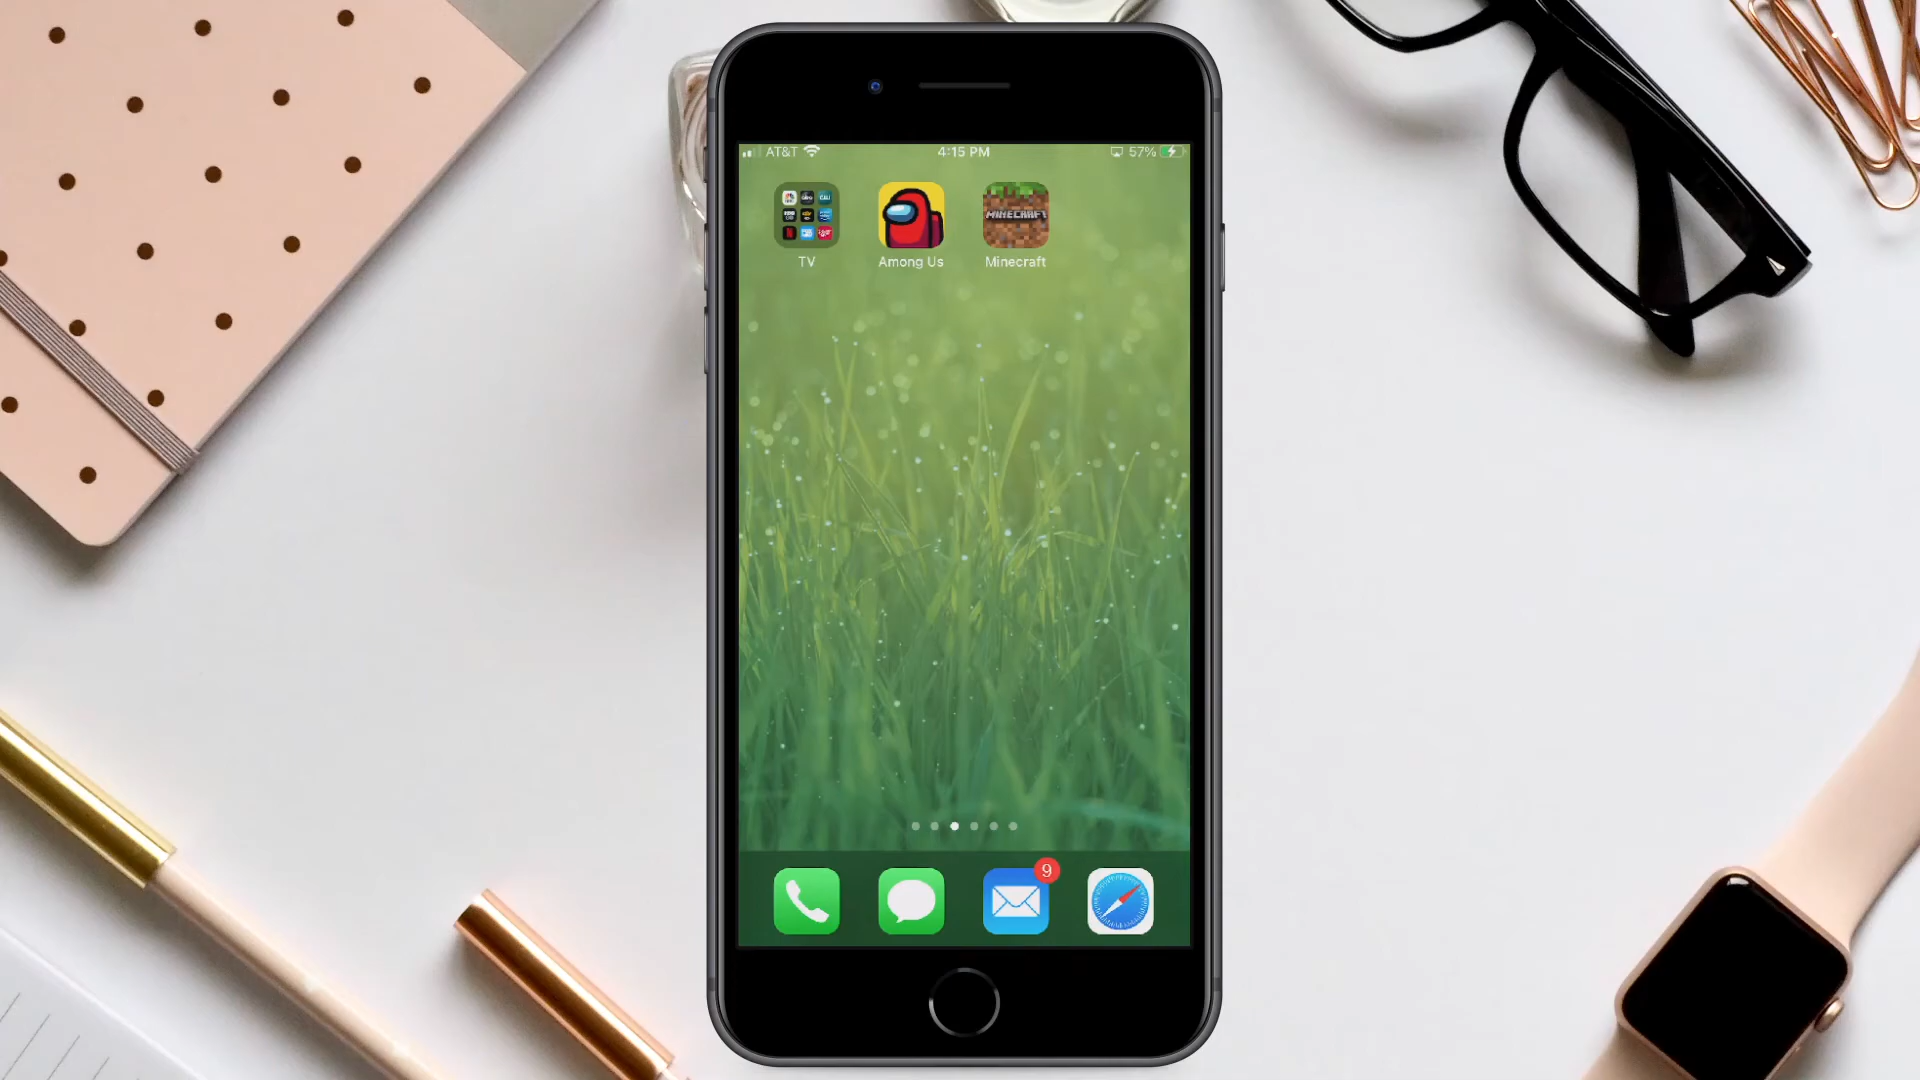 AT&T
4:15 PM
57%
MINECRAFT
TV
Among Us
Minecraft
9